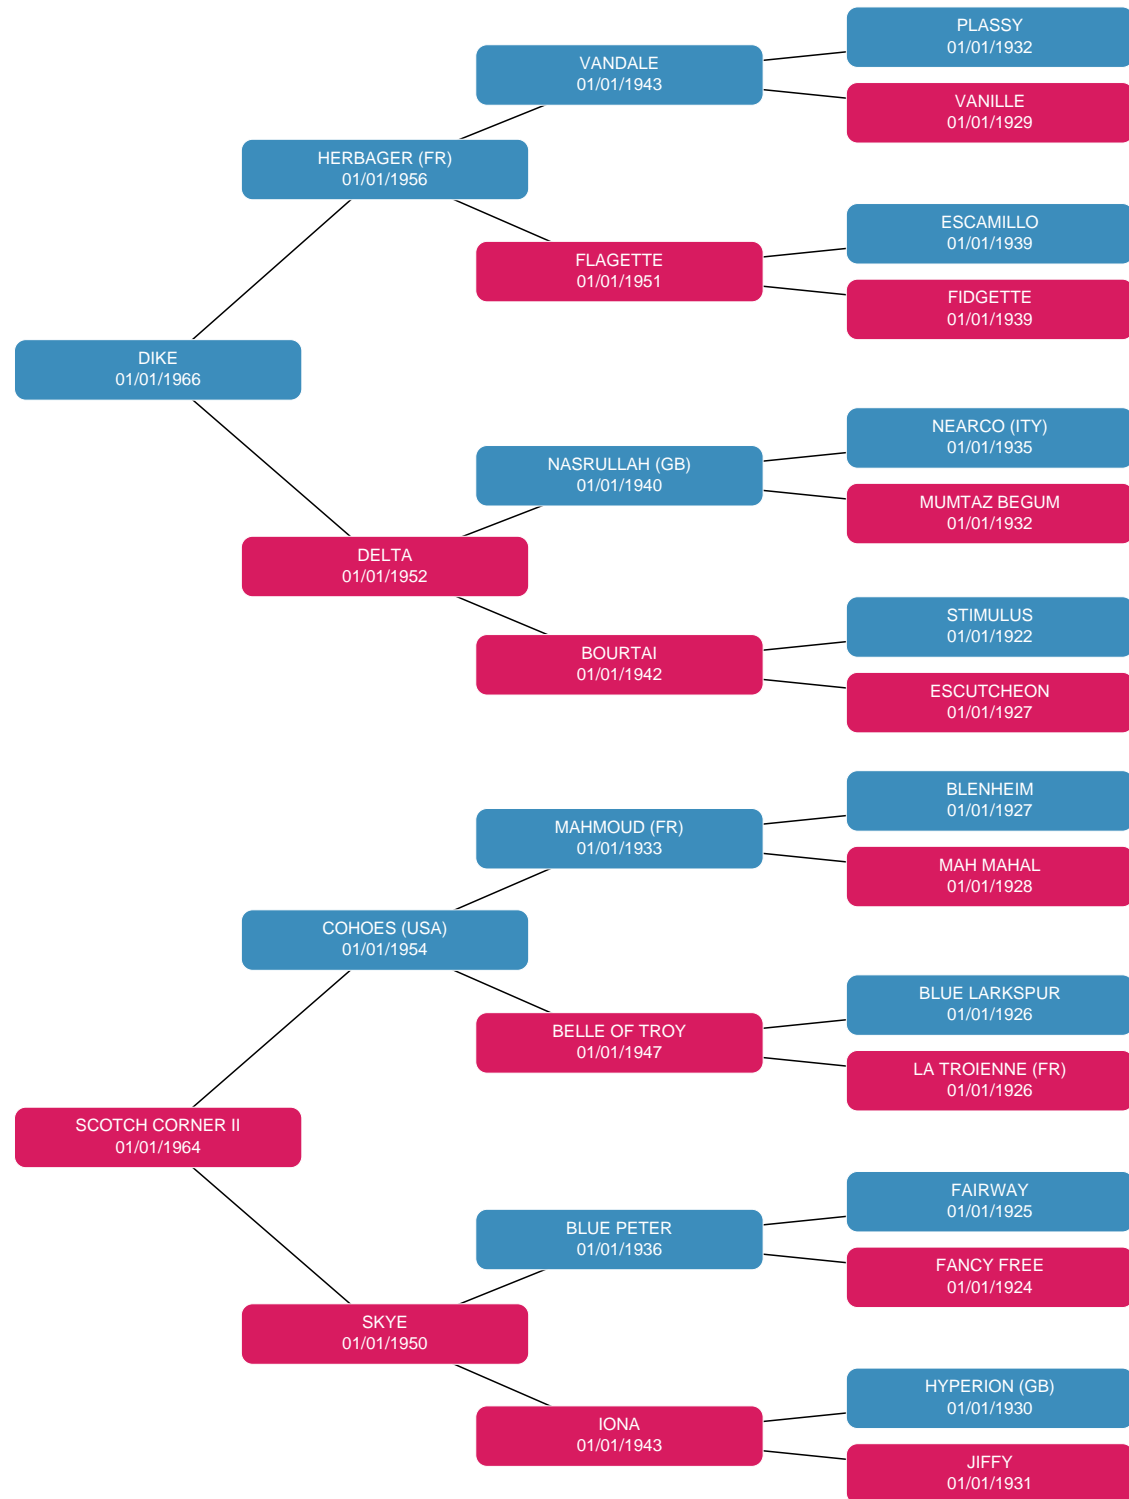 PLASSY
01/01/1932
VANDALE
01/01/1943
VANILLE
01/01/1929
HERBAGER (FR)
01/01/1956
ESCAMILLO
01/01/1939
FLAGETTE
01/01/1951
FIDGETTE
01/01/1939
DIKE
01/01/1966
NEARCO (ITY)
01/01/1935
NASRULLAH (GB)
01/01/1940
MUMTAZ BEGUM
01/01/1932
DELTA
01/01/1952
STIMULUS
01/01/1922
BOURTAI
01/01/1942
ESCUTCHEON
01/01/1927
BLENHEIM
01/01/1927
MAHMOUD (FR)
01/01/1933
MAH MAHAL
01/01/1928
COHOES (USA)
01/01/1954
BLUE LARKSPUR
01/01/1926
BELLE OF TROY
01/01/1947
LA TROIENNE (FR)
01/01/1926
SCOTCH CORNER II
01/01/1964
FAIRWAY
01/01/1925
BLUE PETER
01/01/1936
FANCY FREE
01/01/1924
SKYE
01/01/1950
HYPERION (GB)
01/01/1930
IONA
01/01/1943
JIFFY
01/01/1931